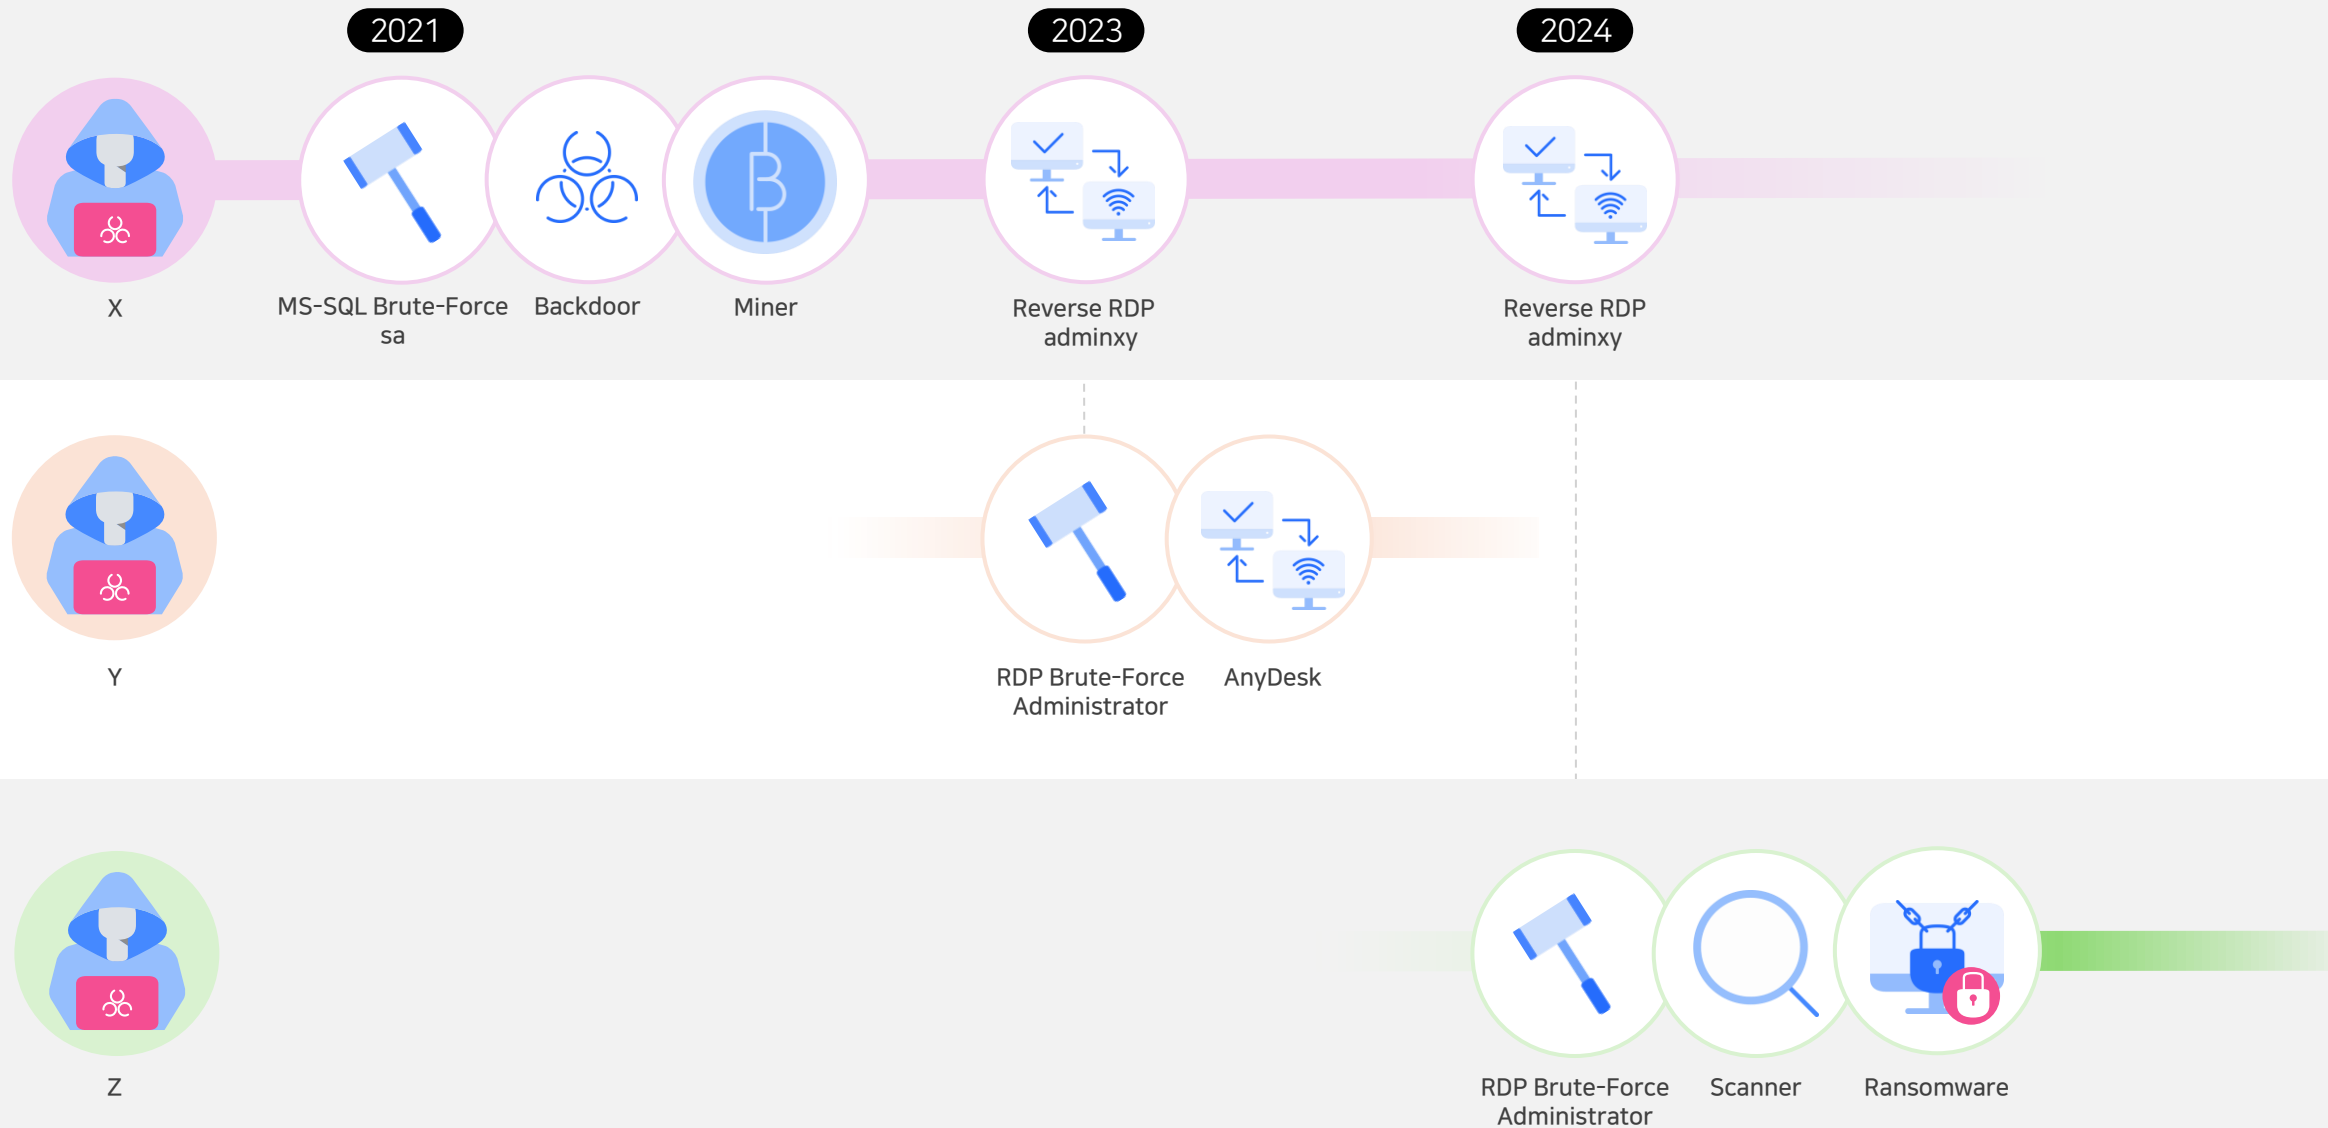 2021
2023
2024
X
MS-SQL Brute-Force
sa
Backdoor
Miner
Reverse RDP
adminxy
Reverse RDP
adminxy
Y
RDP Brute-Force
Administrator
AnyDesk
Z
RDP Brute-Force
Administrator
Scanner
Ransomware